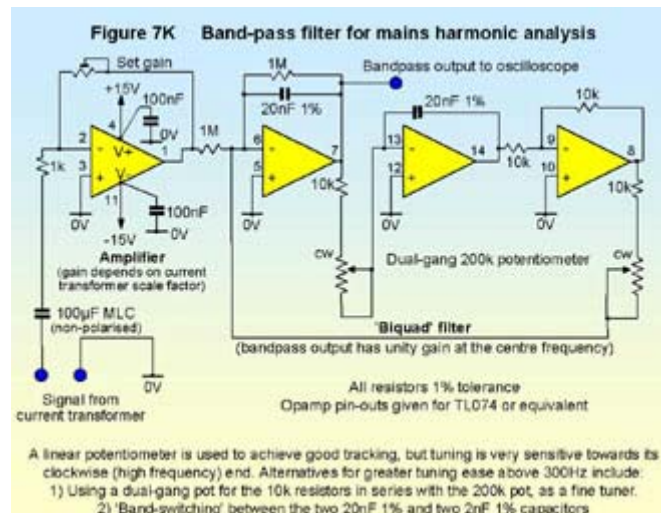 Figure 7K Band-pass filter for mains harmonic analysis
Set gain
1M
Bandpass output to oscilloscope
+15V
100nF
0V
20nF 1%
20nF 1%
10k
4
2
1
1M
6
7
13
14
10k
9
8
1k
3
V+
V-
5
12
10
10k
10k
11
0V
100nF
0V
0V
0V
0V
-15V
cw
Dual-gang 200k potentiometer
cw
Amplifier
(gain depends on current
transformer scale factor)
100µF MLC
(non-polarised)
'Biquad' filter
(bandpass output has unity gain at the centre frequency)
0V
Signal from
current transformer
All resistors 1% tolerance
Opamp pin-outs given for TL074 or equivalent
A linear potentiometer is used to achieve good tracking, but tuning is very sensitive towards its
clockwise (high frequency) end. Alternatives for greater tuning ease above 300Hz include:
1) Using a dual-gang pot for the 10k resistors in series with the 200k pot, as a fine tuner.
2) 'Band-switching' between the two 20nF 1% and two 2nF 1% capacitors